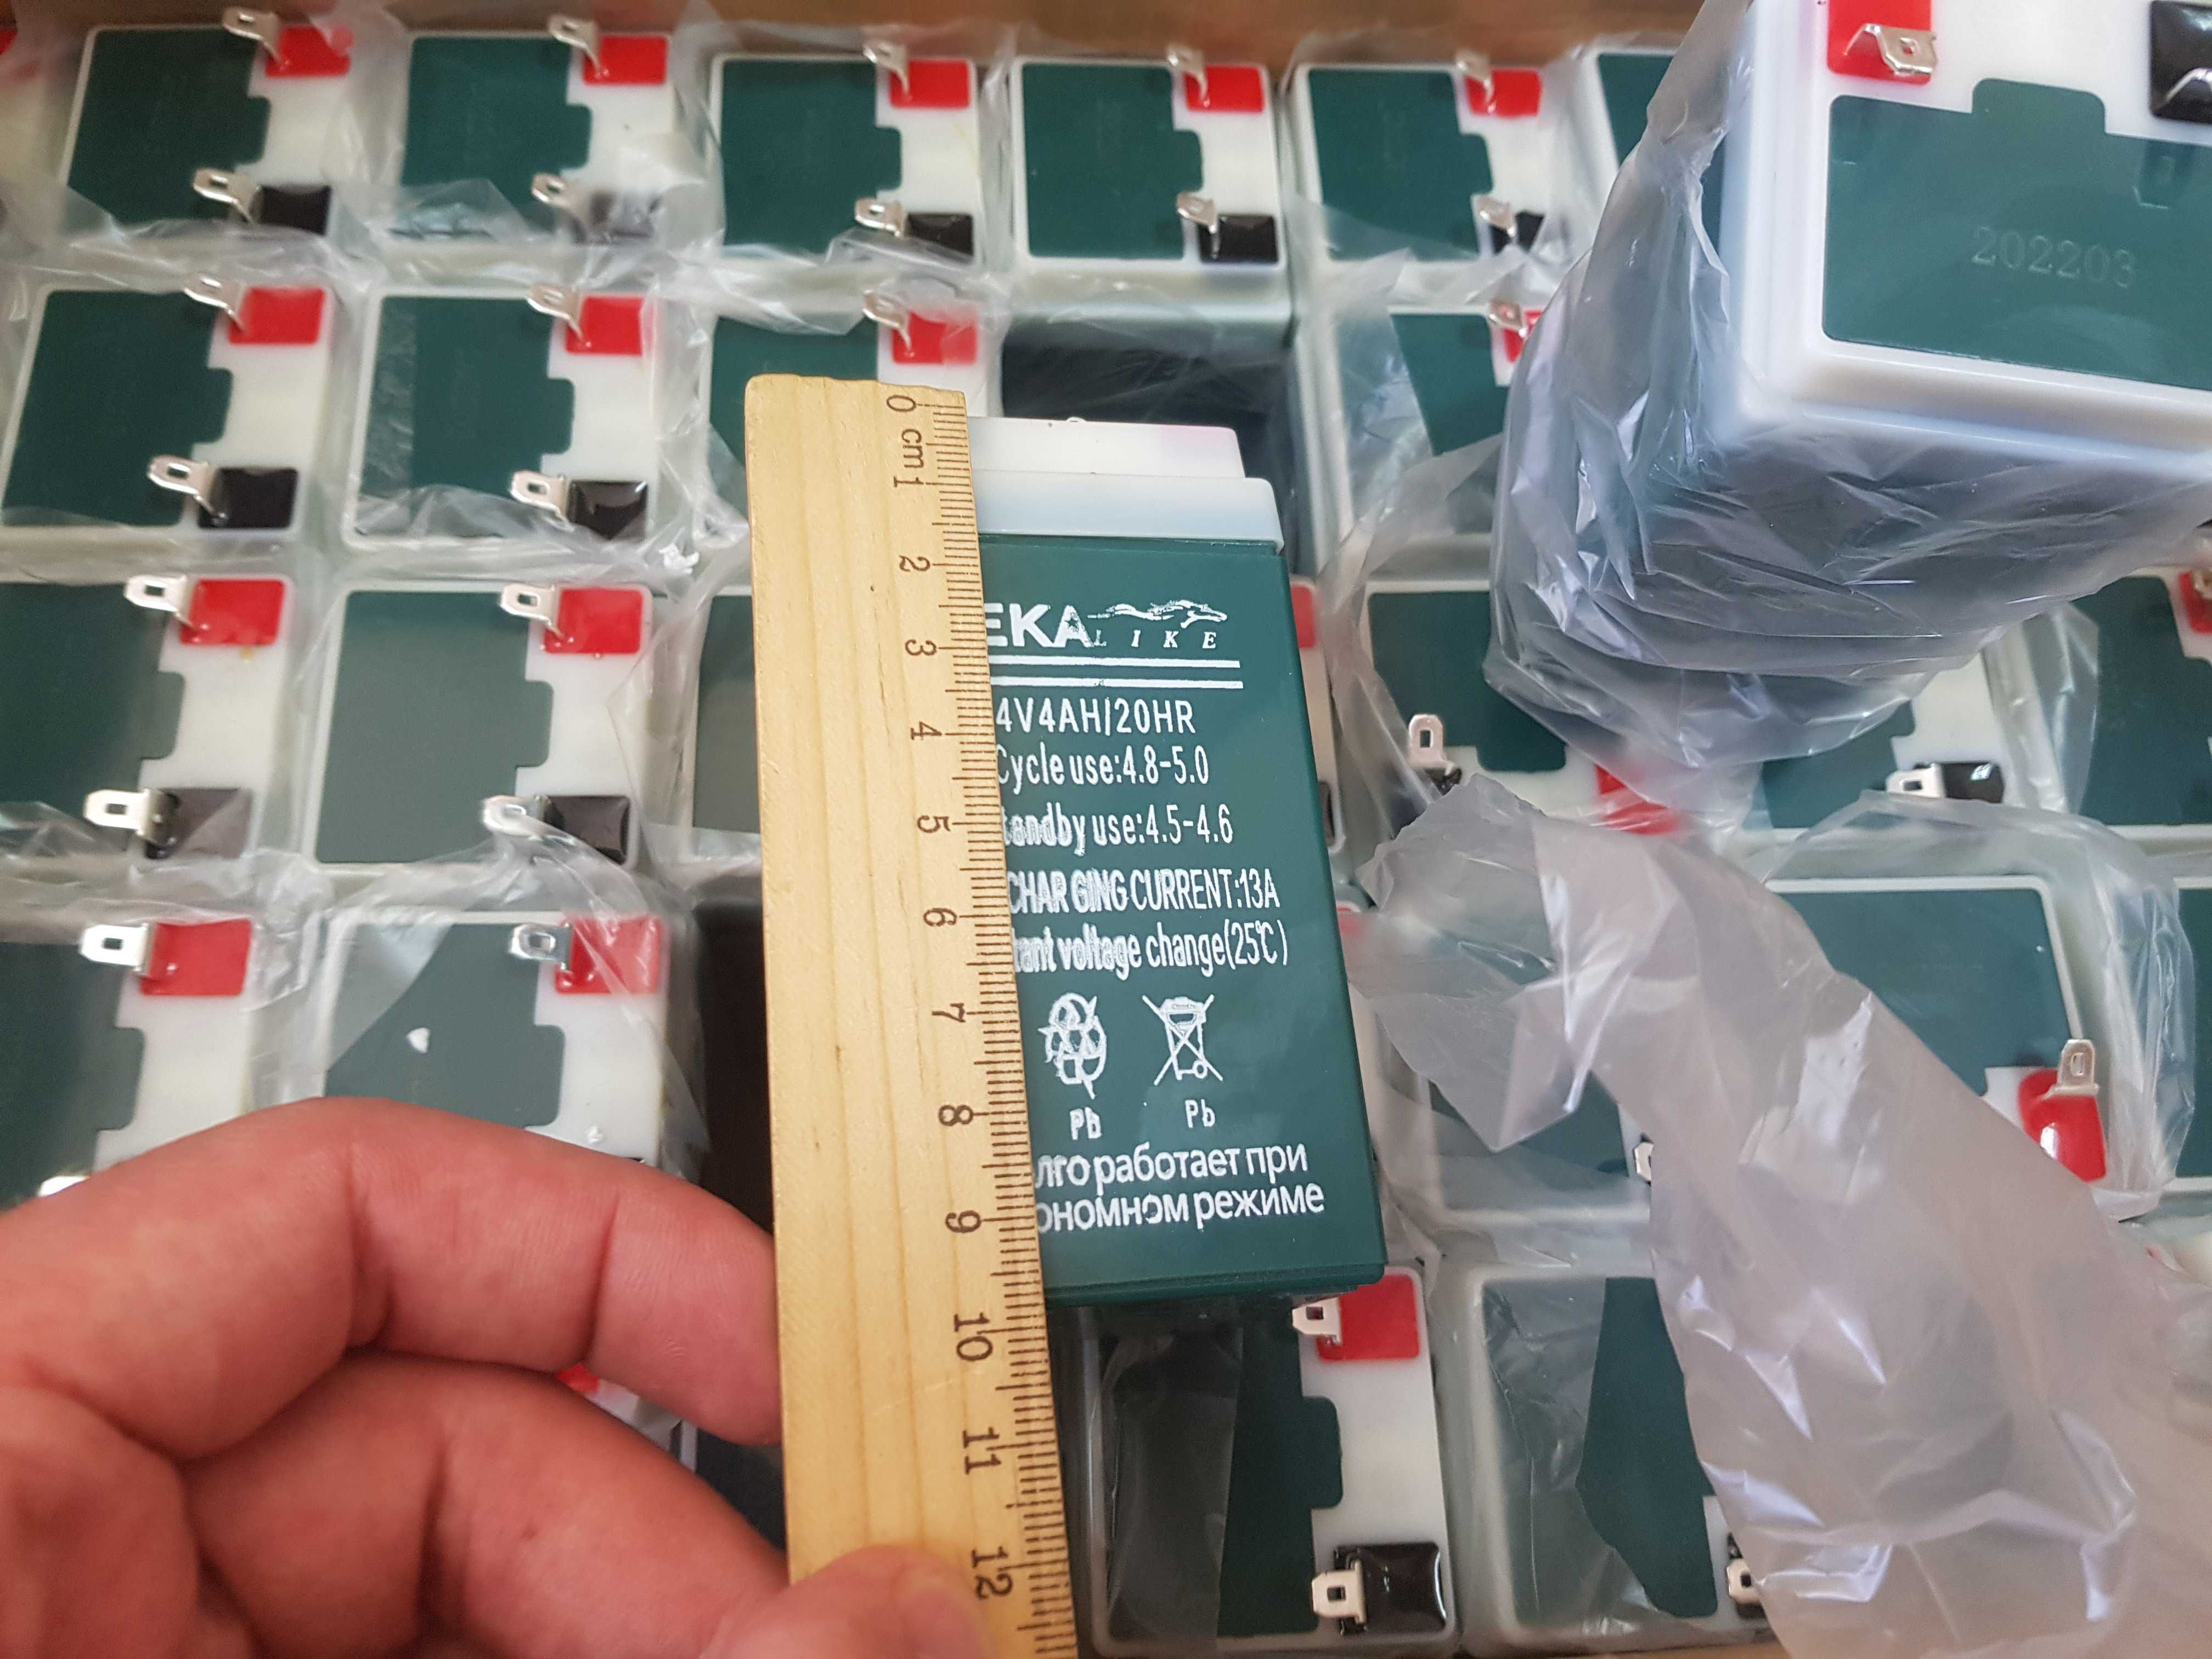 202203
0 cm 1 2 3 4 5 6 7 8 9 10 11 12
EKA LIKE
4V4AH/20HR
Cycle use:4.8-5.0
tandby use:4.5-4.6
CHAR GING CURRENT:13A
tant voltage change(25℃)
Pb Pb
лго работает при
ономном режиме